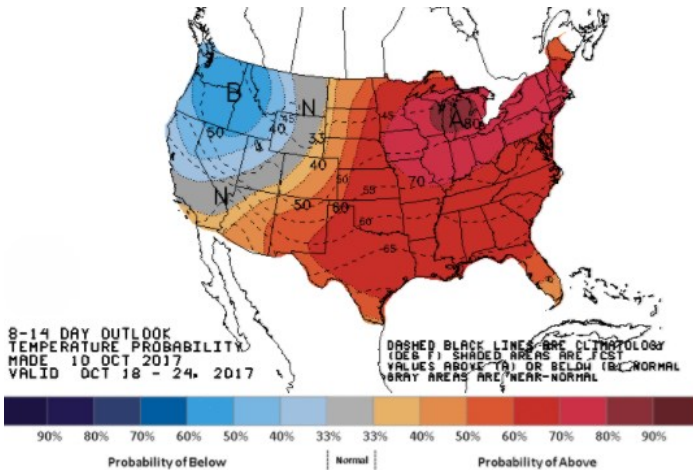 B
N
A
80
45
40
50
45
33
40
N
50
50
60
55
70
60
65
8-14 DAY OUTLOOK
TEMPERATURE PROBABILITY
MADE 10 OCT 2017
VALID OCT 18 - 24, 2017
DASHED BLACK LINES ARE CLIMATOLOGY
(DEG F) SHADED AREAS ARE FCST
VALUES ABOVE (A) OR BELOW (B) NORMAL
GRAY AREAS ARE NEAR-NORMAL
90% 80% 70% 60% 50% 40% 33% 33% 40% 50% 60% 70% 80% 90%
Probability of Below Normal Probability of Above